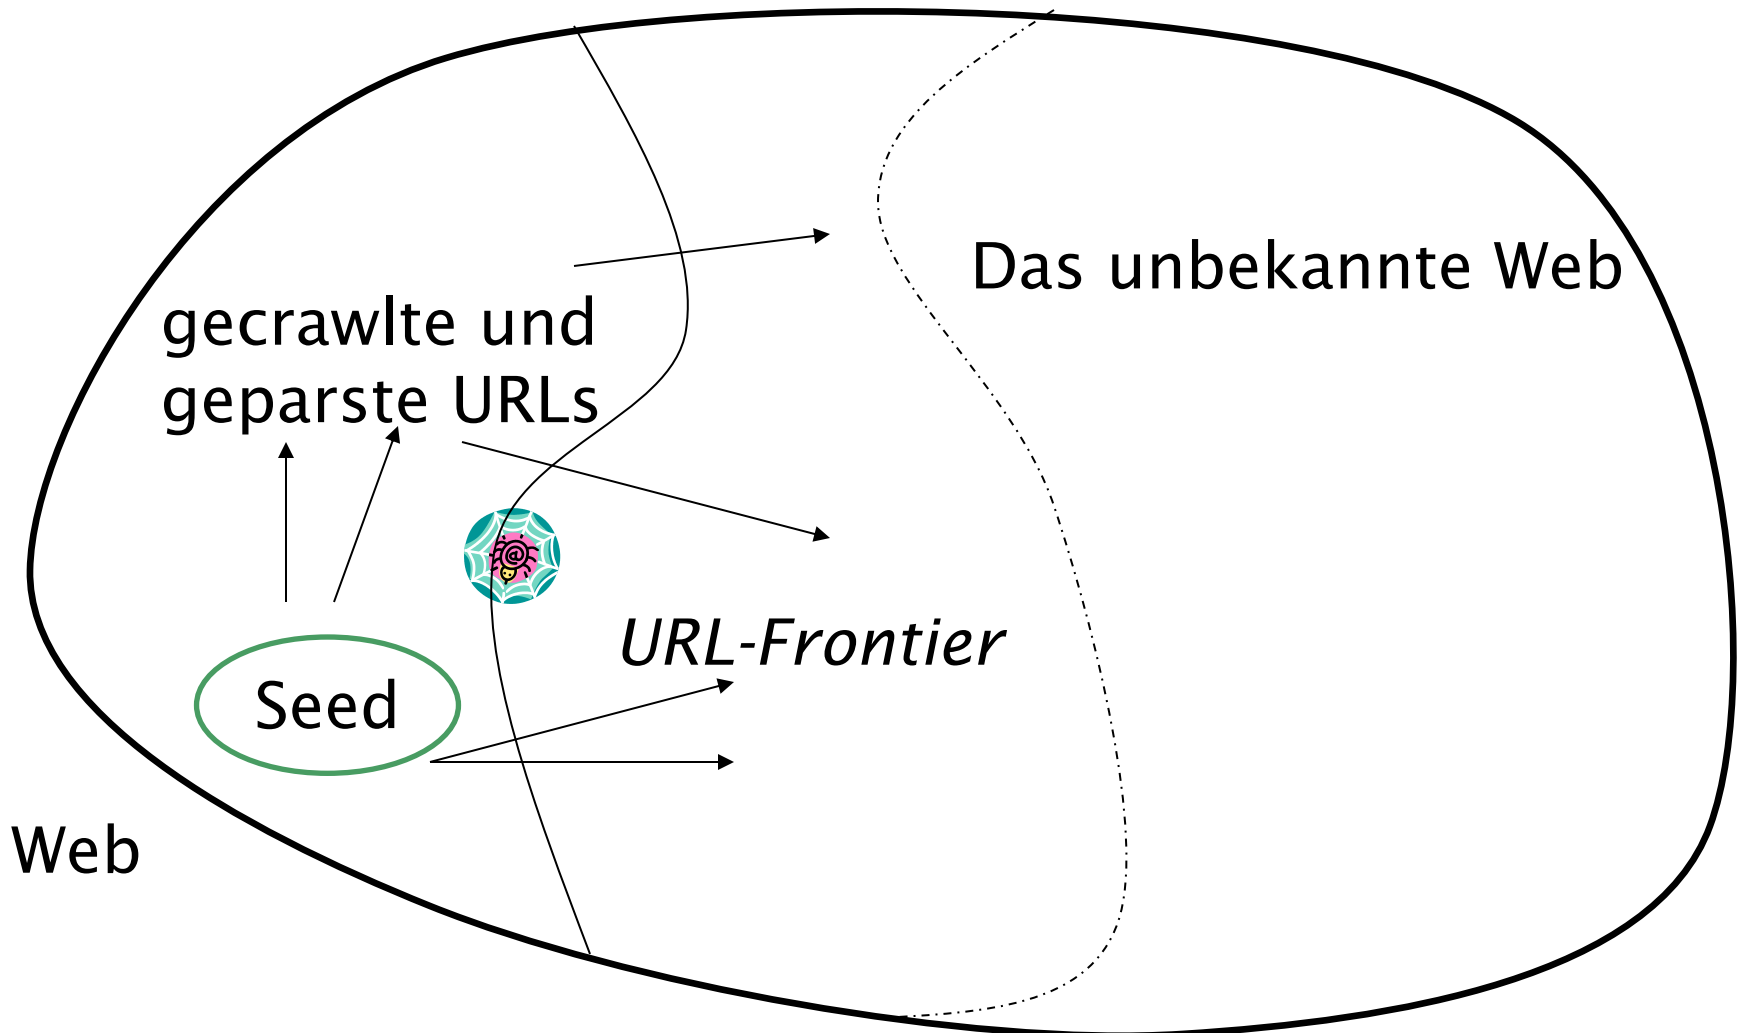 Das unbekannte Web
gecrawlte und
geparste URLs
URL-Frontier
Seed
Web